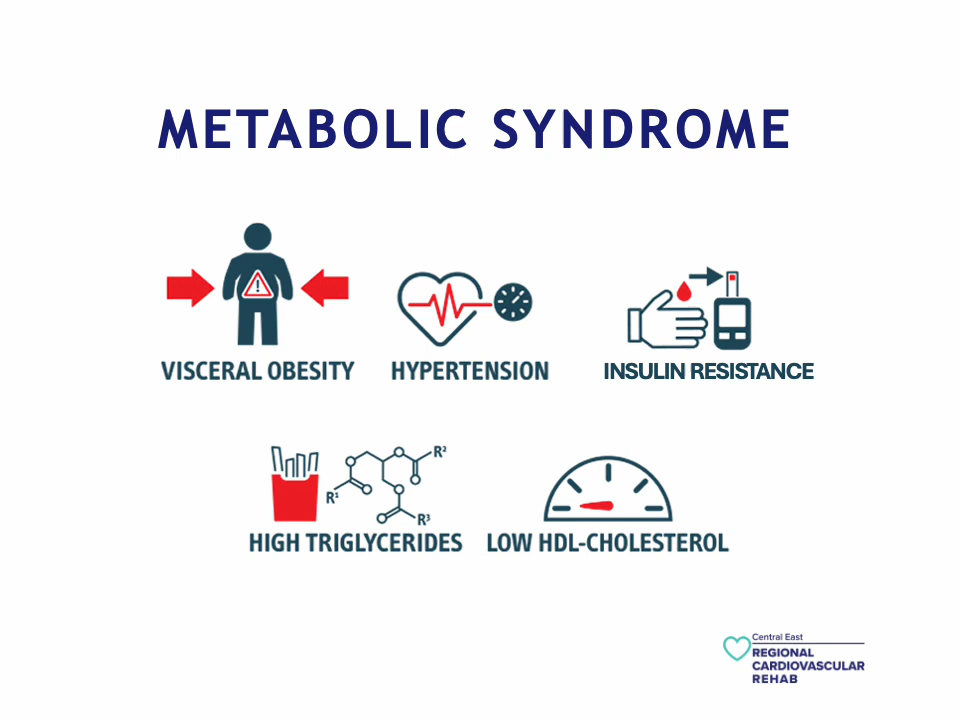 METABOLIC SYNDROME
VISCERAL OBESITY
HYPERTENSION
INSULIN RESISTANCE
R¹
R²
R³
HIGH TRIGLYCERIDES
LOW HDL-CHOLESTEROL
Central East
REGIONAL
CARDIOVASCULAR
REHAB